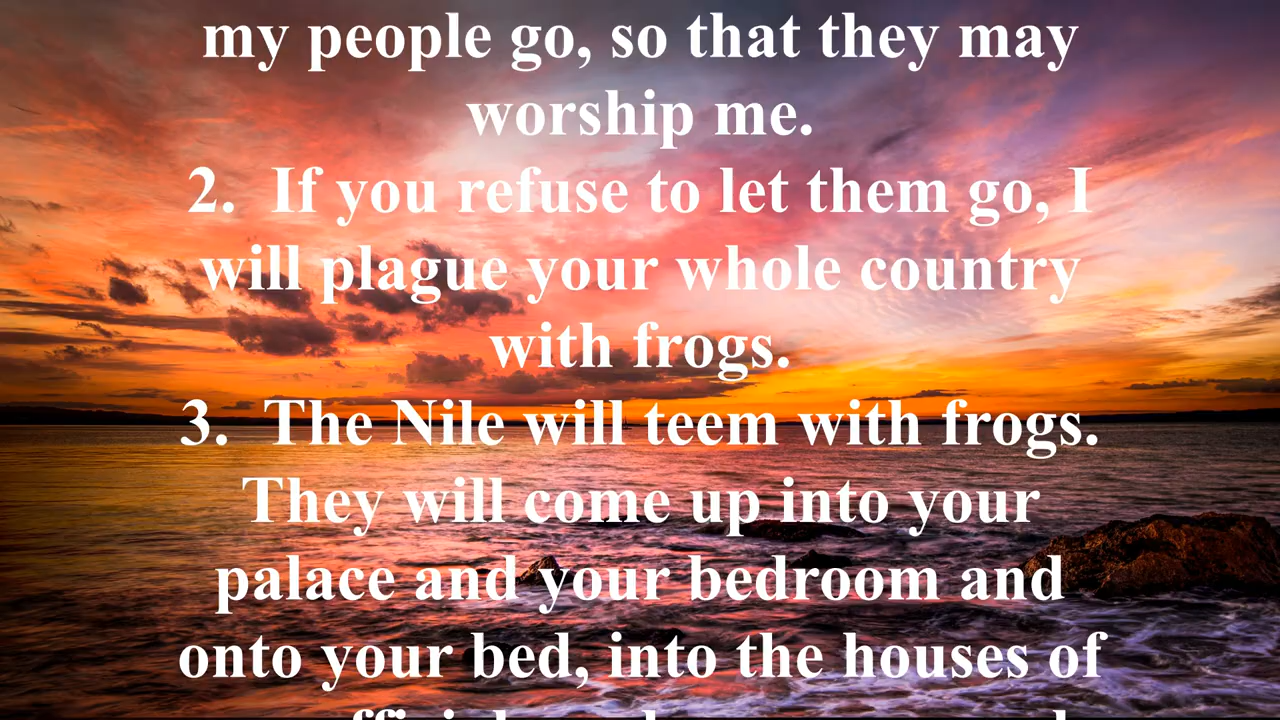 my people go, so that they may
worship me.
2. If you refuse to let them go, I
will plague your whole country
with frogs.
3. The Nile will teem with frogs.
They will come up into your
palace and your bedroom and
onto your bed, into the houses of